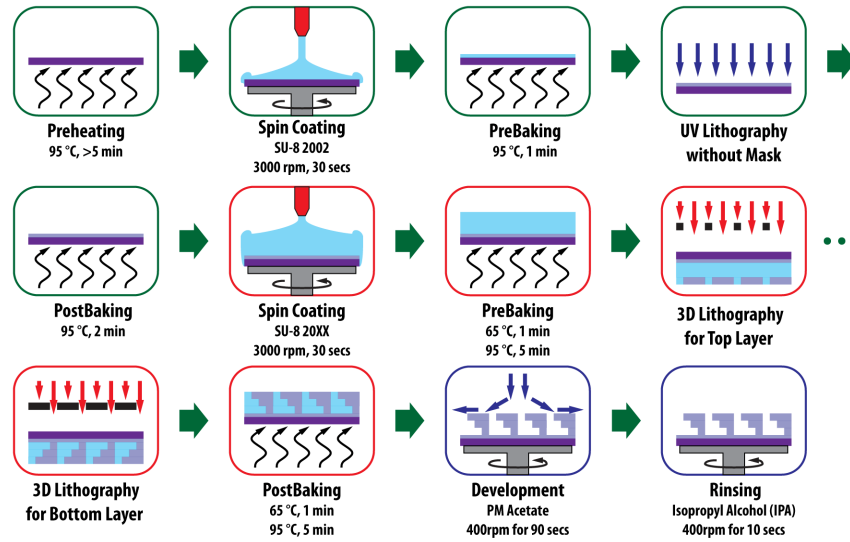 Preheating
95 °C, >5 min
Spin Coating
SU-8 2002
3000 rpm, 30 secs
PreBaking
95 °C, 1 min
UV Lithography
without Mask
PostBaking
95 °C, 2 min
Spin Coating
SU-8 20XX
3000 rpm, 30 secs
PreBaking
65 °C, 1 min
95 °C, 5 min
3D Lithography
for Top Layer
3D Lithography
for Bottom Layer
PostBaking
65 °C, 1 min
95 °C, 5 min
Development
PM Acetate
400rpm for 90 secs
Rinsing
Isopropyl Alcohol (IPA)
400rpm for 10 secs